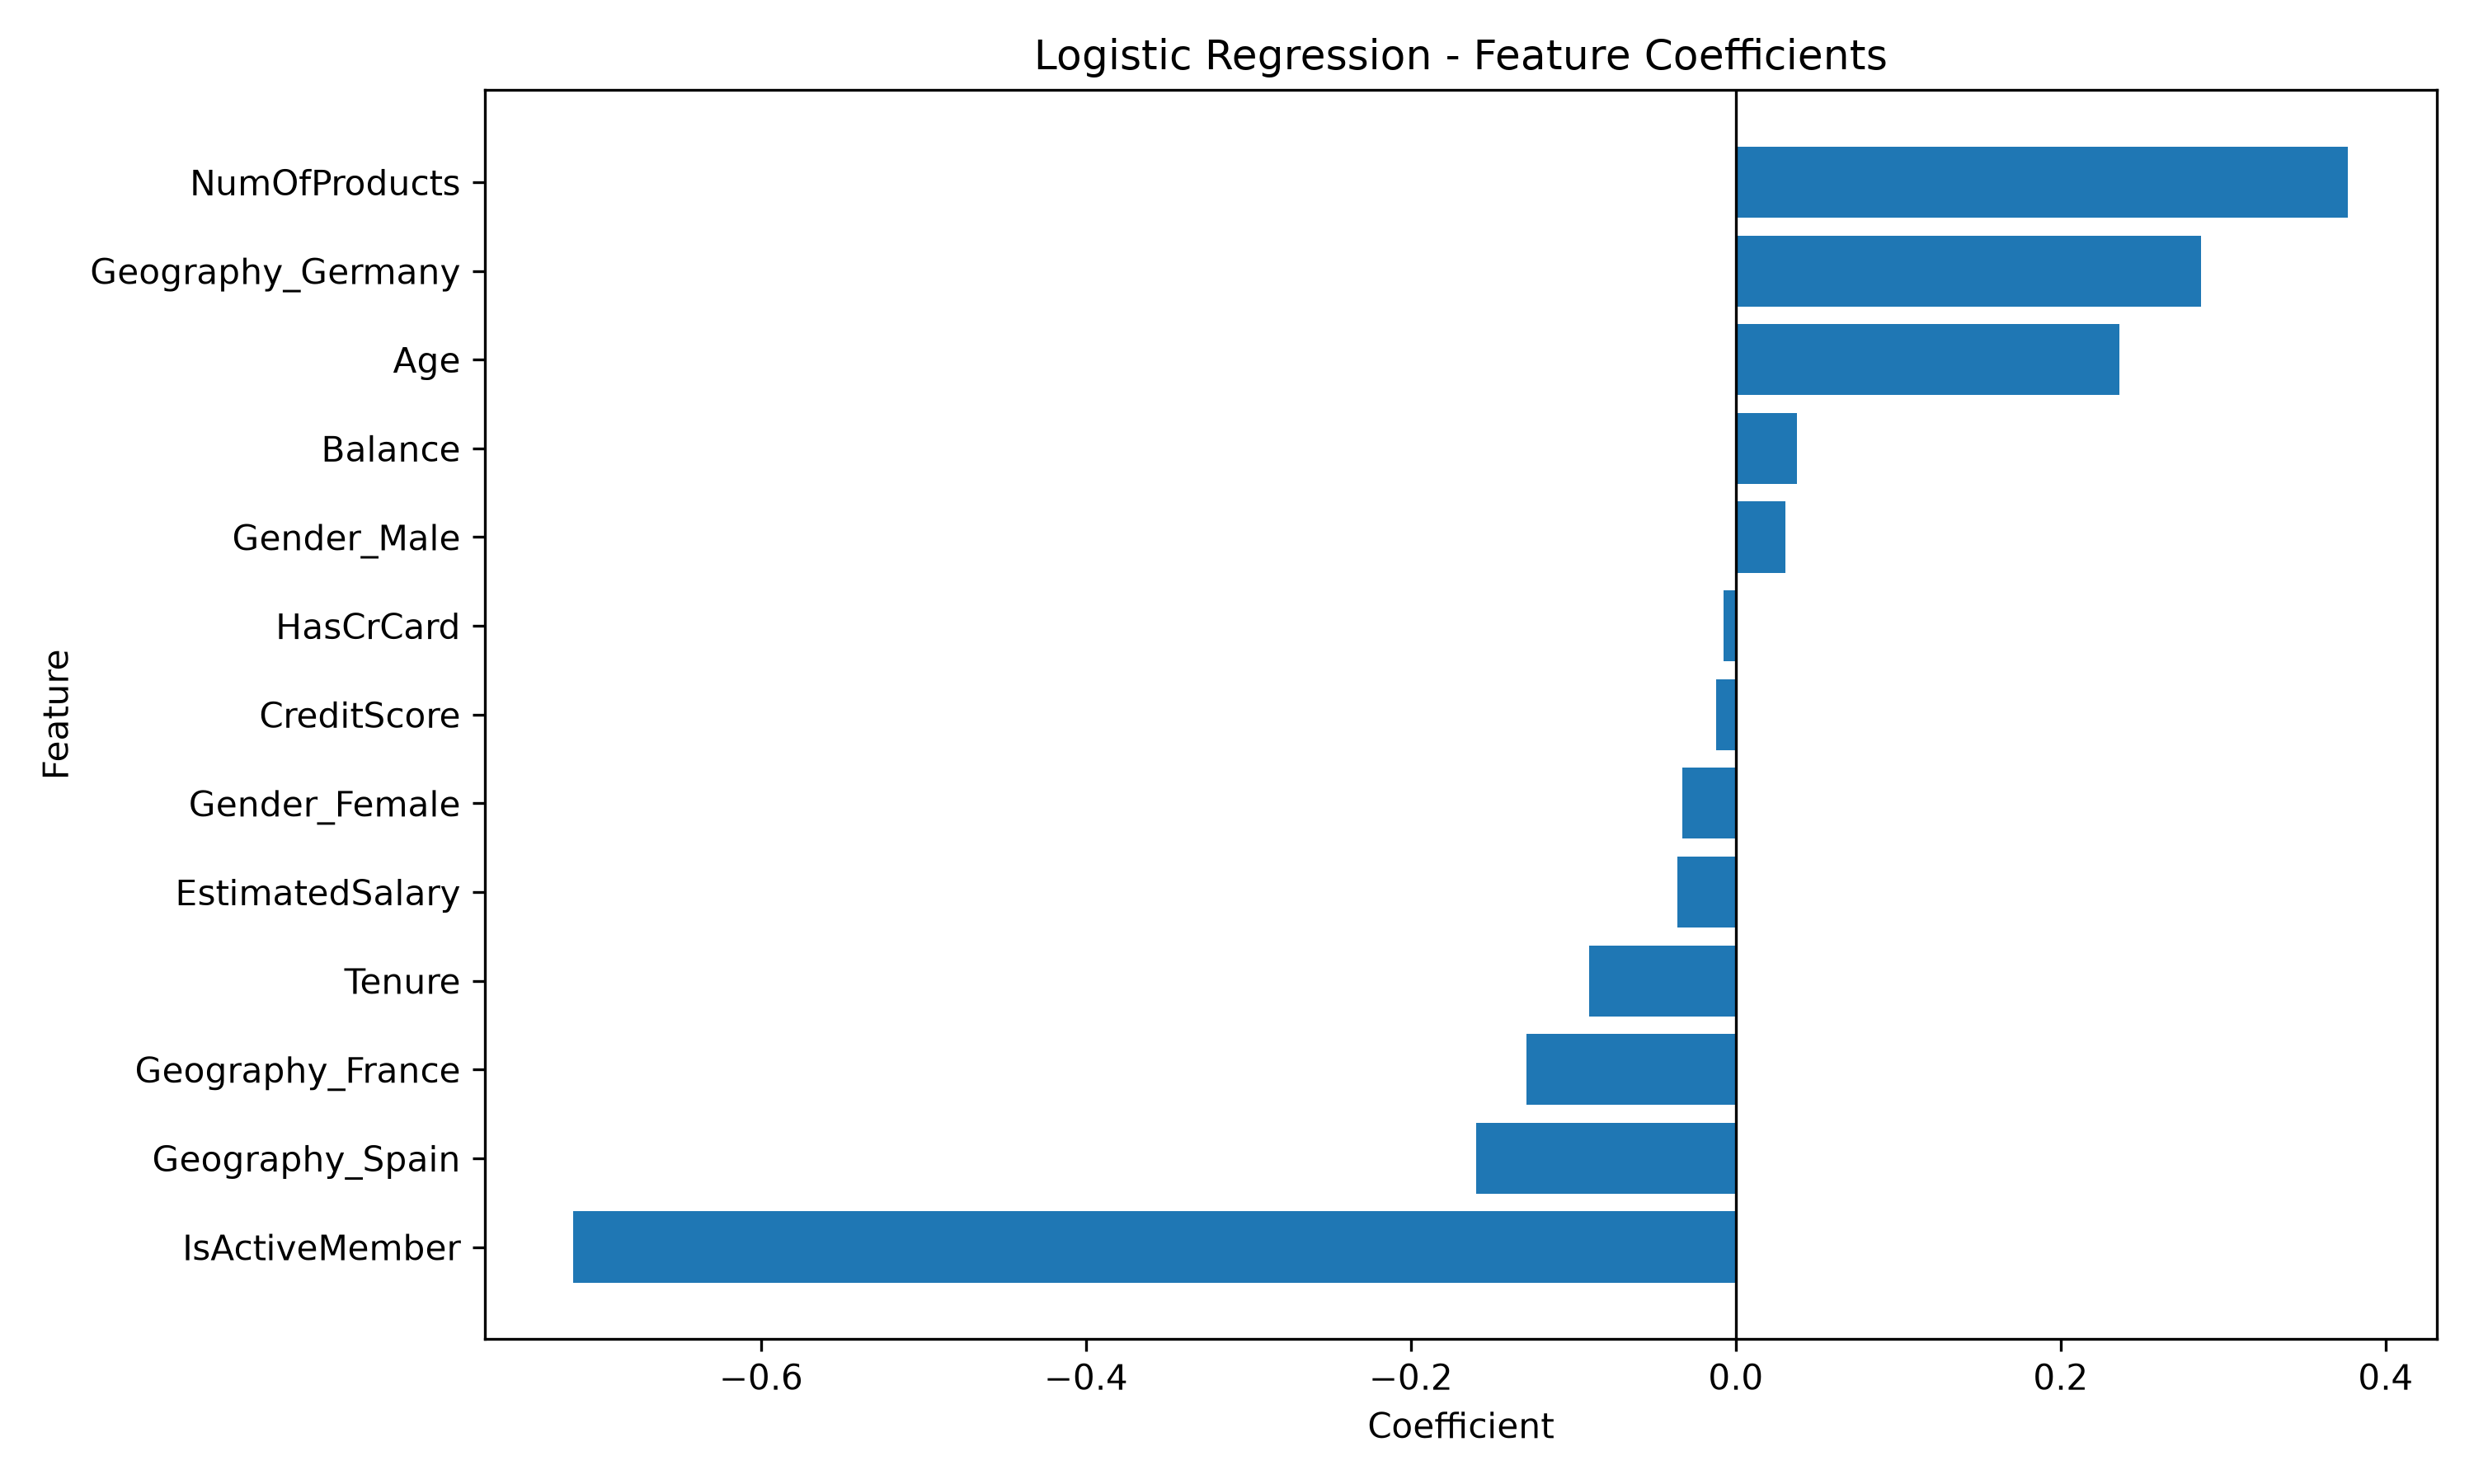 Logistic Regression - Feature Coefficients
Feature
NumOfProducts
Geography_Germany
Age
Balance
Gender_Male
HasCrCard
CreditScore
Gender_Female
EstimatedSalary
Tenure
Geography_France
Geography_Spain
IsActiveMember
−0.6 −0.4 −0.2 0.0 0.2 0.4
Coefficient